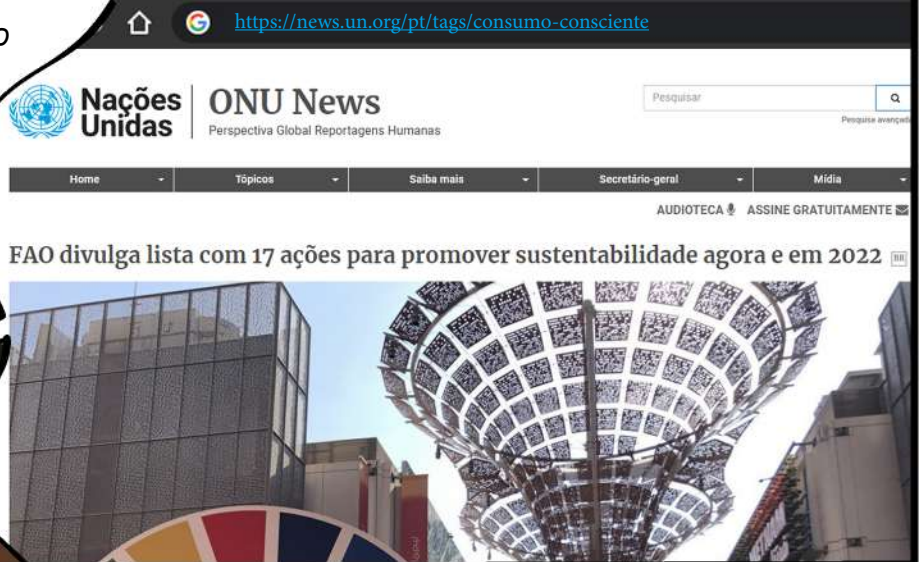 o
https://news.un.org/pt/tags/consumo-consciente
Nações
Unidas
ONU News
Perspectiva Global Reportagens Humanas
Pesquisar
Pesquisa avançada
Home
Tópicos
Saiba mais
Secretário-geral
Mídia
AUDIOTECA
ASSINE GRATUITAMENTE
FAO divulga lista com 17 ações para promover sustentabilidade agora e em 2022
BR